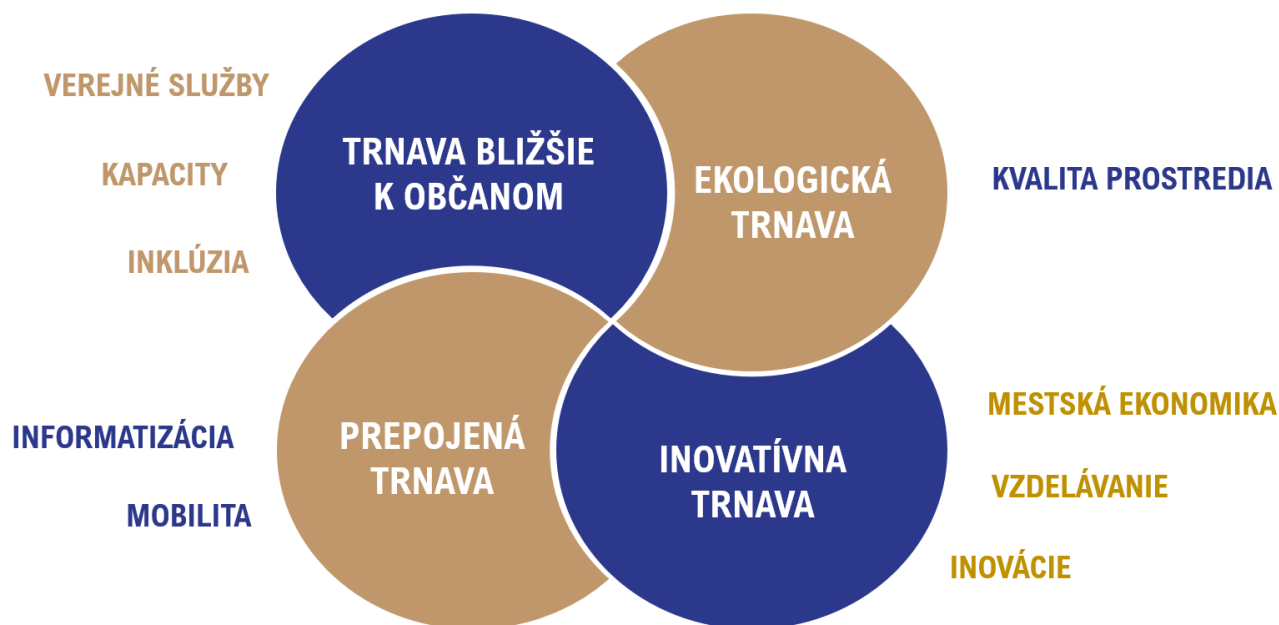 VEREJNÉ SLUŽBY
KAPACITY
INKLÚZIA
TRNAVA BLIŽŠIE
K OBČANOM
EKOLOGICKÁ
TRNAVA
KVALITA PROSTREDIA
INFORMATIZÁCIA
MOBILITA
PREPOJENÁ
TRNAVA
INOVATÍVNA
TRNAVA
MESTSKÁ EKONOMIKA
VZDELÁVANIE
INOVÁCIE